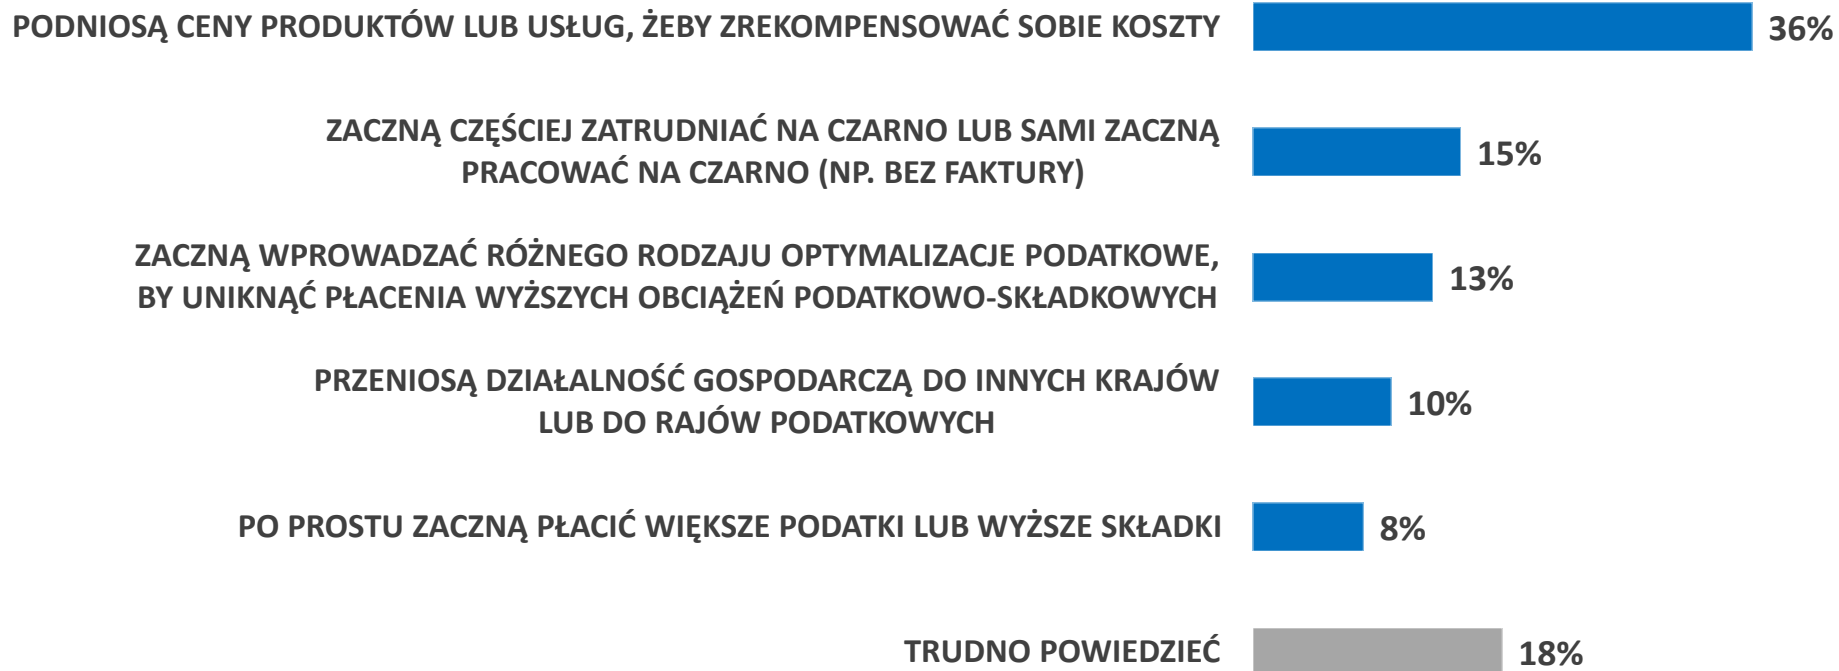 PODNIOSĄ CENY PRODUKTÓW LUB USŁUG, ŻEBY ZREKOMPENSOWAĆ SOBIE KOSZTY 36%
ZACZNĄ CZĘŚCIEJ ZATRUDNIAĆ NA CZARNO LUB SAMI ZACZNĄ
PRACOWAĆ NA CZARNO (NP. BEZ FAKTURY) 15%
ZACZNĄ WPROWADZAĆ RÓŻNEGO RODZAJU OPTYMALIZACJE PODATKOWE,
BY UNIKNĄĆ PŁACENIA WYŻSZYCH OBCIĄŻEŃ PODATKOWO-SKŁADKOWYCH 13%
PRZENIOSĄ DZIAŁALNOŚĆ GOSPODARCZĄ DO INNYCH KRAJÓW
LUB DO RAJÓW PODATKOWYCH 10%
PO PROSTU ZACZNĄ PŁACIĆ WIĘKSZE PODATKI LUB WYŻSZE SKŁADKI 8%
TRUDNO POWIEDZIEĆ 18%